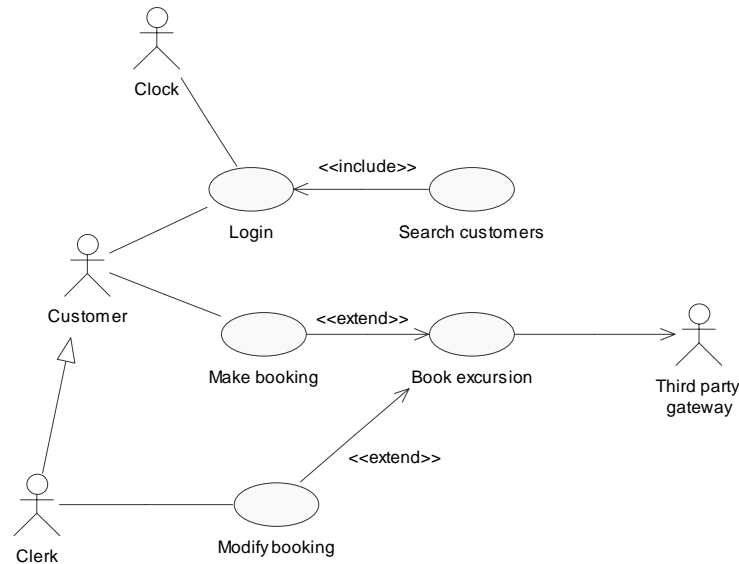 Clock
<<include>>
Login
Search customers
Customer
<<extend>>
Make booking
Book excursion
Third party
gateway
<<extend>>
Modify booking
Clerk